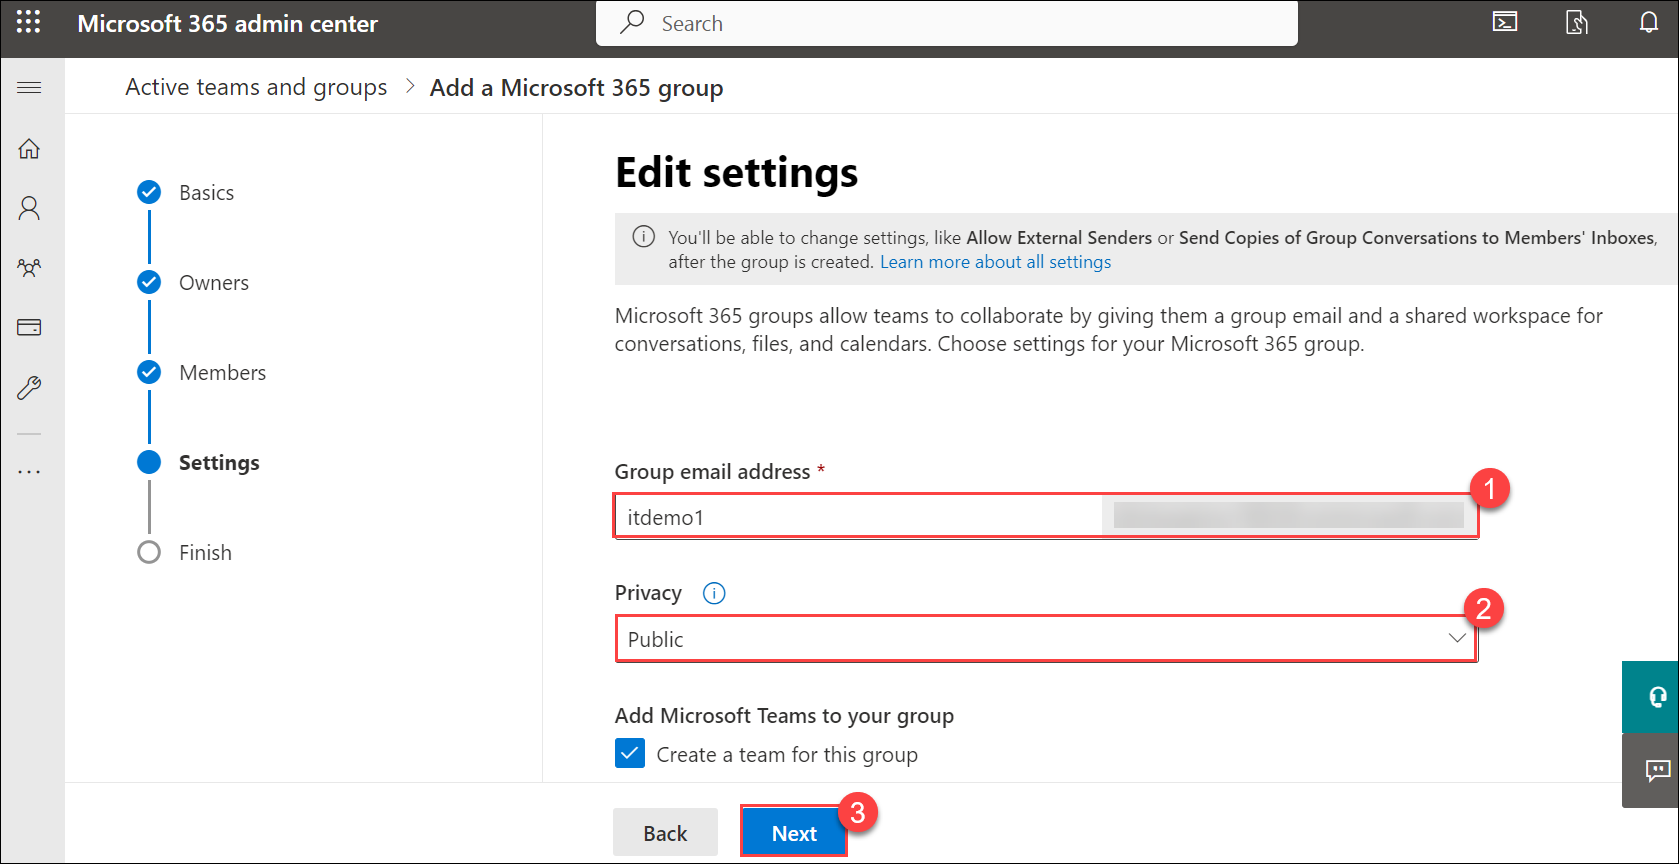 Microsoft 365 admin center
Search
Active teams and groups > Add a Microsoft 365 group
Basics
Owners
Members
Settings
Finish
Edit settings
You'll be able to change settings, like Allow External Senders or Send Copies of Group Conversations to Members' Inboxes,
after the group is created. Learn more about all settings
Microsoft 365 groups allow teams to collaborate by giving them a group email and a shared workspace for
conversations, files, and calendars. Choose settings for your Microsoft 365 group.
Group email address *
1
itdemo1
Privacy
2
Public
Add Microsoft Teams to your group
Create a team for this group
3
Back
Next